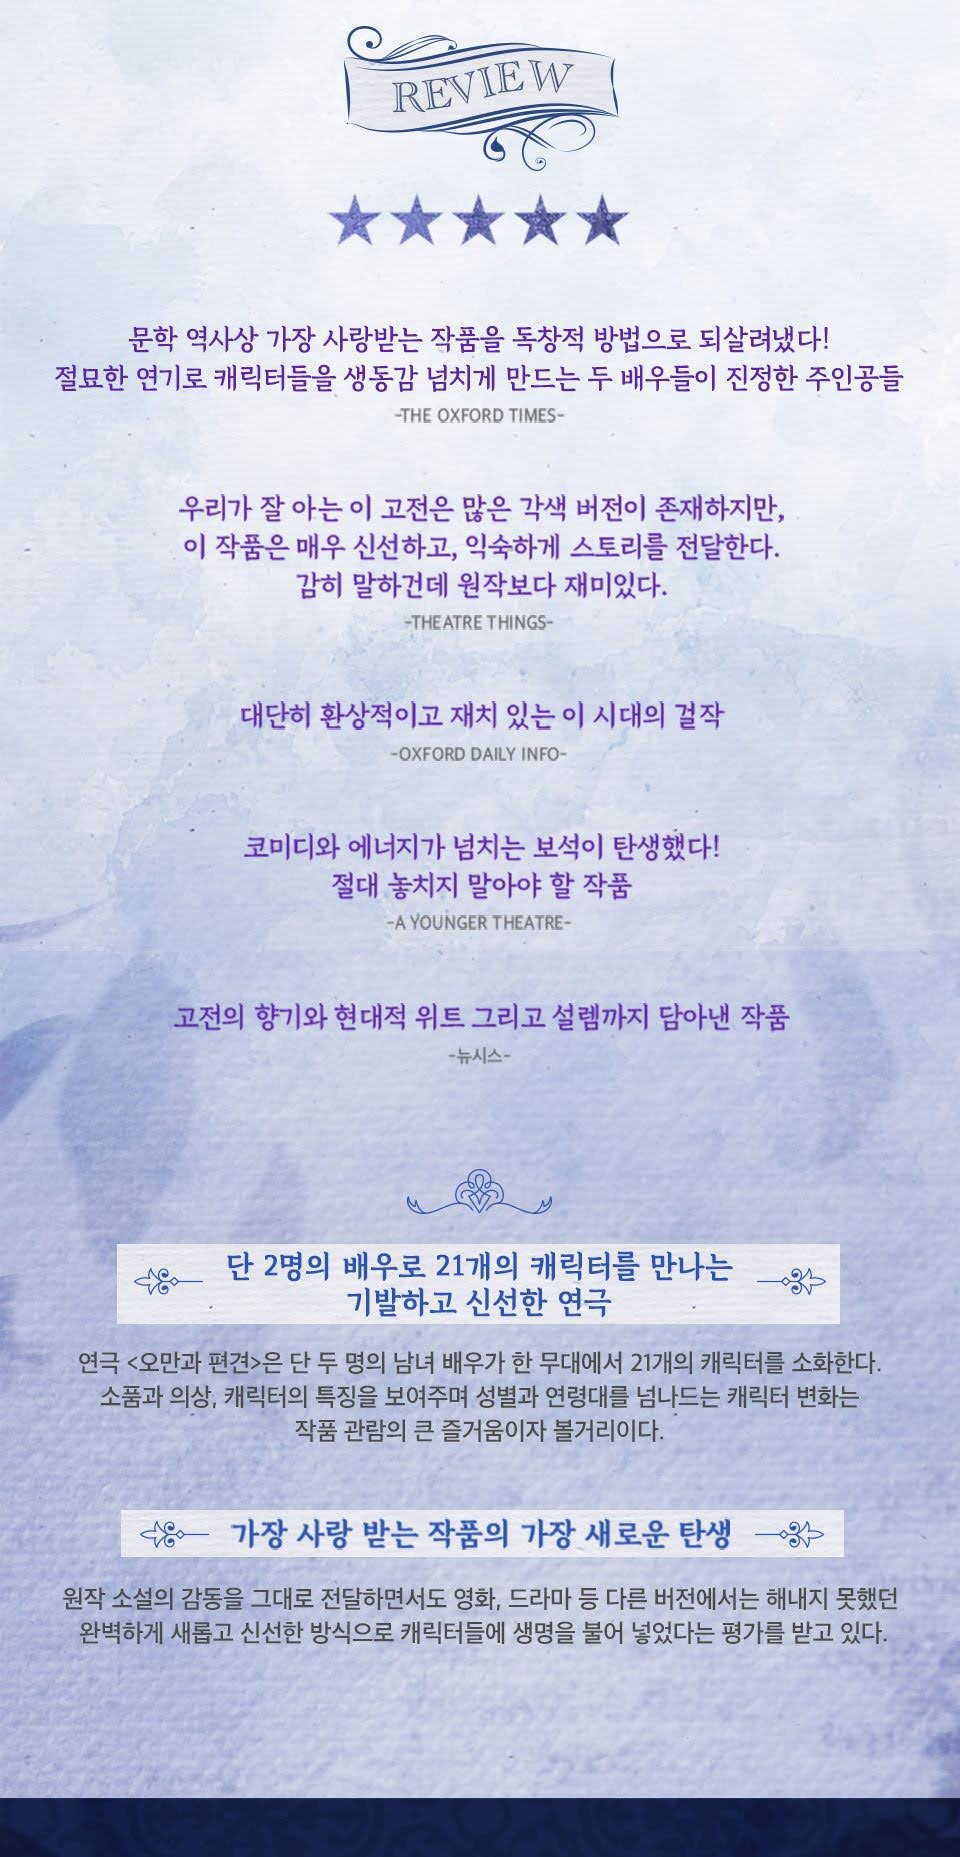 REVIEW
문학 역사상 가장 사랑받는 작품을 독창적 방법으로 되살려냈다!
절묘한 연기로 캐릭터들을 생동감 넘치게 만드는 두 배우들이 진정한 주인공들
-THE OXFORD TIMES-
우리가 잘 아는 이 고전은 많은 각색 버전이 존재하지만,
이 작품은 매우 신선하고, 익숙하게 스토리를 전달한다.
감히 말하건데 원작보다 재미있다.
-THEATRE THINGS-
대단히 환상적이고 재치 있는 이 시대의 걸작
-OXFORD DAILY INFO-
코미디와 에너지가 넘치는 보석이 탄생했다!
절대 놓치지 말아야 할 작품
-A YOUNGER THEATRE-
고전의 향기와 현대적 위트 그리고 설렘까지 담아낸 작품
-뉴시스-
단 2명의 배우로 21개의 캐릭터를 만나는
기발하고 신선한 연극
연극 <오만과 편견>은 단 두 명의 남녀 배우가 한 무대에서 21개의 캐릭터를 소화한다.
소품과 의상, 캐릭터의 특징을 보여주며 성별과 연령대를 넘나드는 캐릭터 변화는
작품 관람의 큰 즐거움이자 볼거리이다.
가장 사랑 받는 작품의 가장 새로운 탄생
원작 소설의 감동을 그대로 전달하면서도 영화, 드라마 등 다른 버전에서는 해내지 못했던
완벽하게 새롭고 신선한 방식으로 캐릭터들에 생명을 불어 넣었다는 평가를 받고 있다.